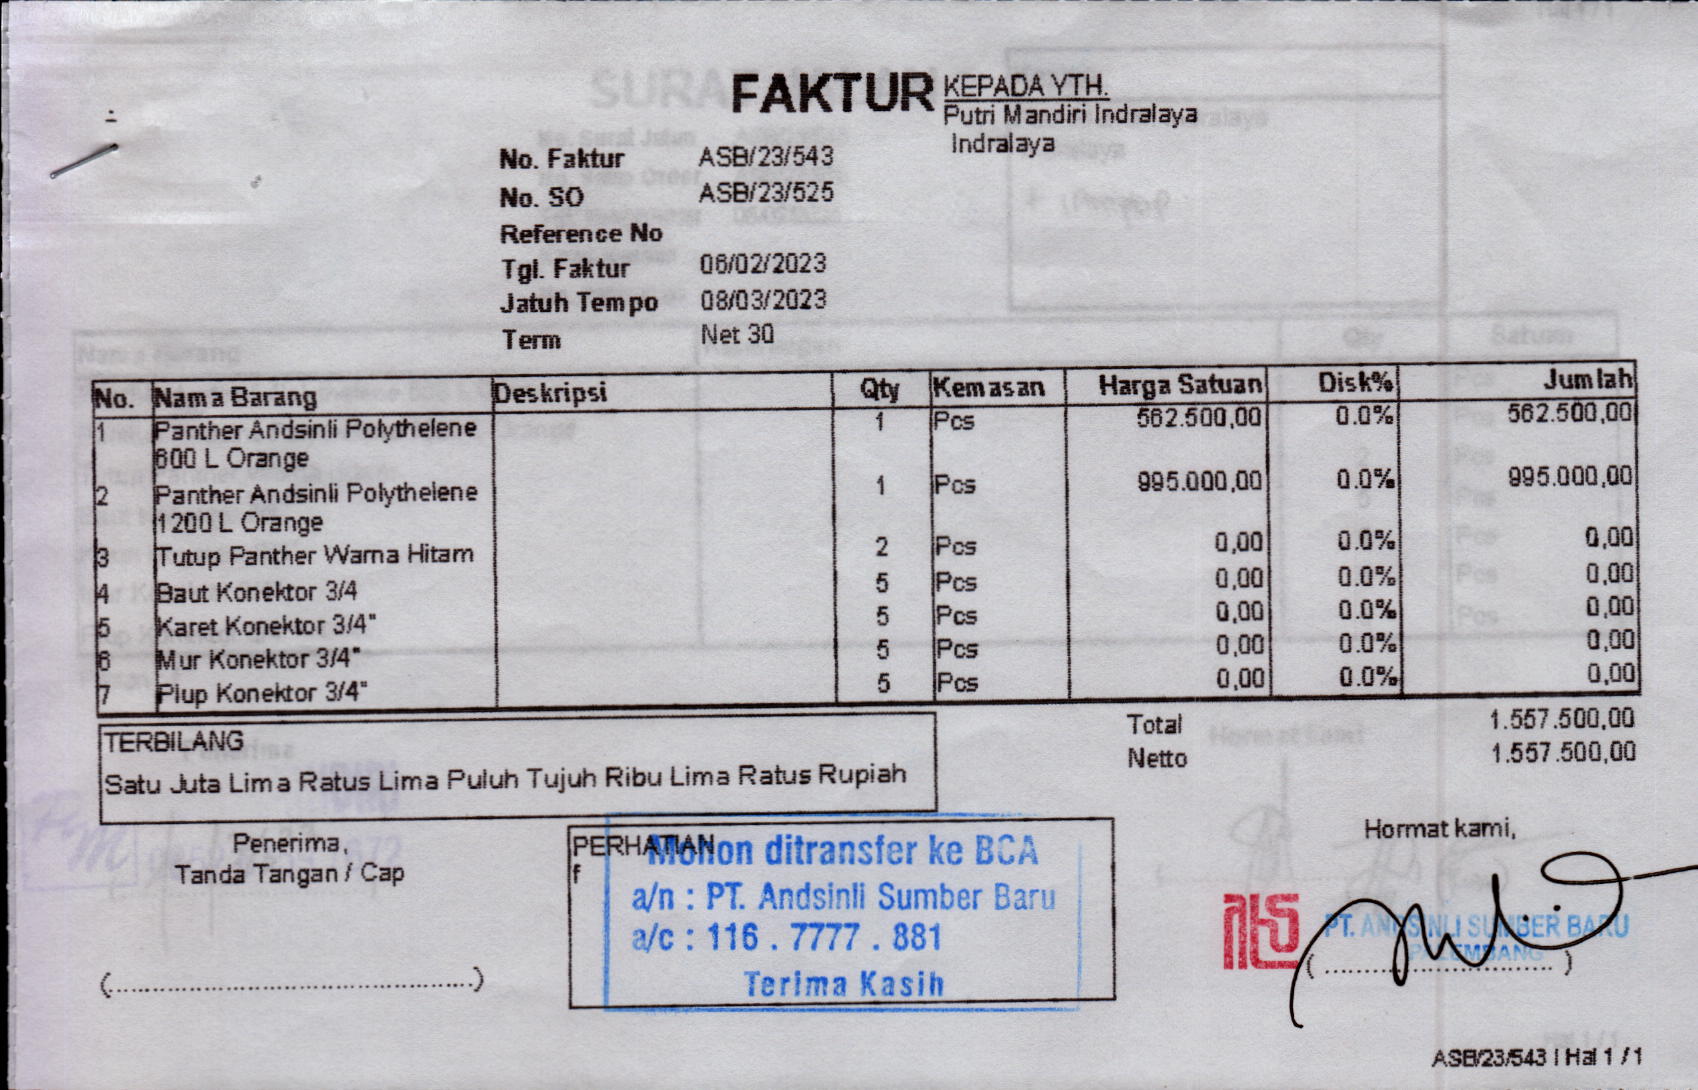 FAKTUR
KEPADA YTH.
Putri Mandiri Indralaya
Indralaya
No. Faktur ASB/23/543
No. SO ASB/23/525
Reference No
Tgl. Faktur 06/02/2023
Jatuh Tempo 08/03/2023
Term Net 30
No. Nama Barang Deskripsi Qty Kemasan Harga Satuan Disk% Jumlah
1 Panther Andsinli Polythelene 1 Pcs 562.500,00 0.0% 562.500,00
600 L Orange
2 Panther Andsinli Polythelene 1 Pcs 995.000,00 0.0% 995.000,00
1200 L Orange
3 Tutup Panther Warna Hitam 2 Pcs 0,00 0.0% 0,00
4 Baut Konektor 3/4 5 Pcs 0,00 0.0% 0,00
5 Karet Konektor 3/4" 5 Pcs 0,00 0.0% 0,00
6 Mur Konektor 3/4" 5 Pcs 0,00 0.0% 0,00
7 Plup Konektor 3/4" 5 Pcs 0,00 0.0% 0,00
Total 1.557.500,00
Netto 1.557.500,00
TERBILANG
Satu Juta Lima Ratus Lima Puluh Tujuh Ribu Lima Ratus Rupiah
Penerima,
Tanda Tangan / Cap
(..........................................)
PERHATIAN
f
Mohon ditransfer ke BCA
a/n : PT. Andsinli Sumber Baru
a/c : 116 . 7777 . 881
Terima Kasih
Hormat kami,
PT. ANDSINLI SUMBER BARU
PALEMBANG
(..............................)
ASB/23/543 | Hal 1 / 1